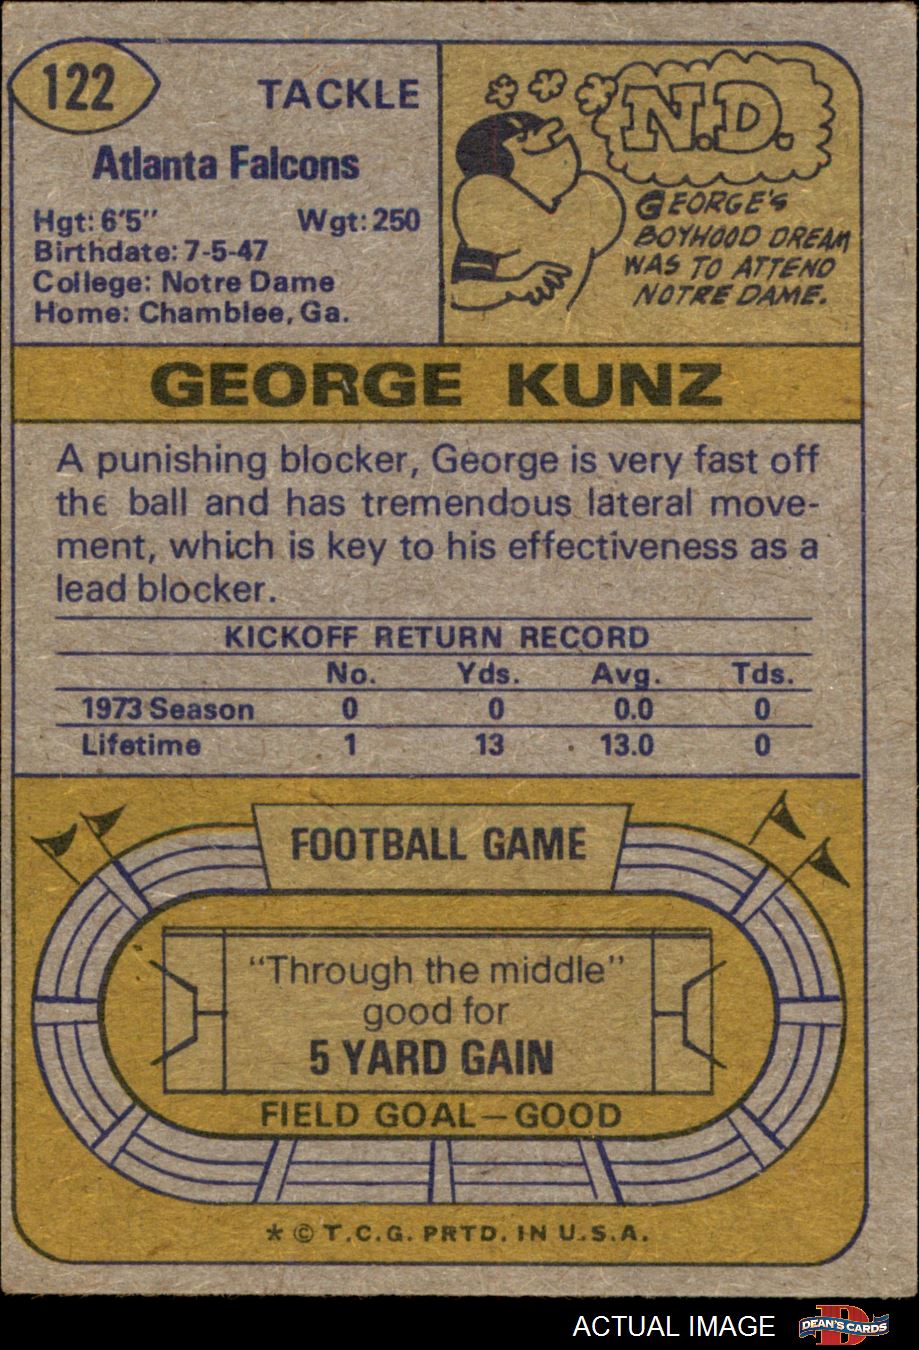 122
TACKLE
Atlanta Falcons
Hgt: 6'5" Wgt: 250
Birthdate: 7-5-47
College: Notre Dame
Home: Chamblee, Ga.
N.D.
GEORGE'S
BOYHOOD DREAM
WAS TO ATTEND
NOTRE DAME.
GEORGE KUNZ
A punishing blocker, George is very fast off
the ball and has tremendous lateral move-
ment, which is key to his effectiveness as a
lead blocker.
KICKOFF RETURN RECORD
No. Yds. Avg. Tds.
1973 Season 0 0 0.0 0
Lifetime 1 13 13.0 0
FOOTBALL GAME
"Through the middle"
good for
5 YARD GAIN
FIELD GOAL—GOOD
* © T.C.G. PRTD. IN U.S.A.
ACTUAL IMAGE
D
DEAN'S CARDS